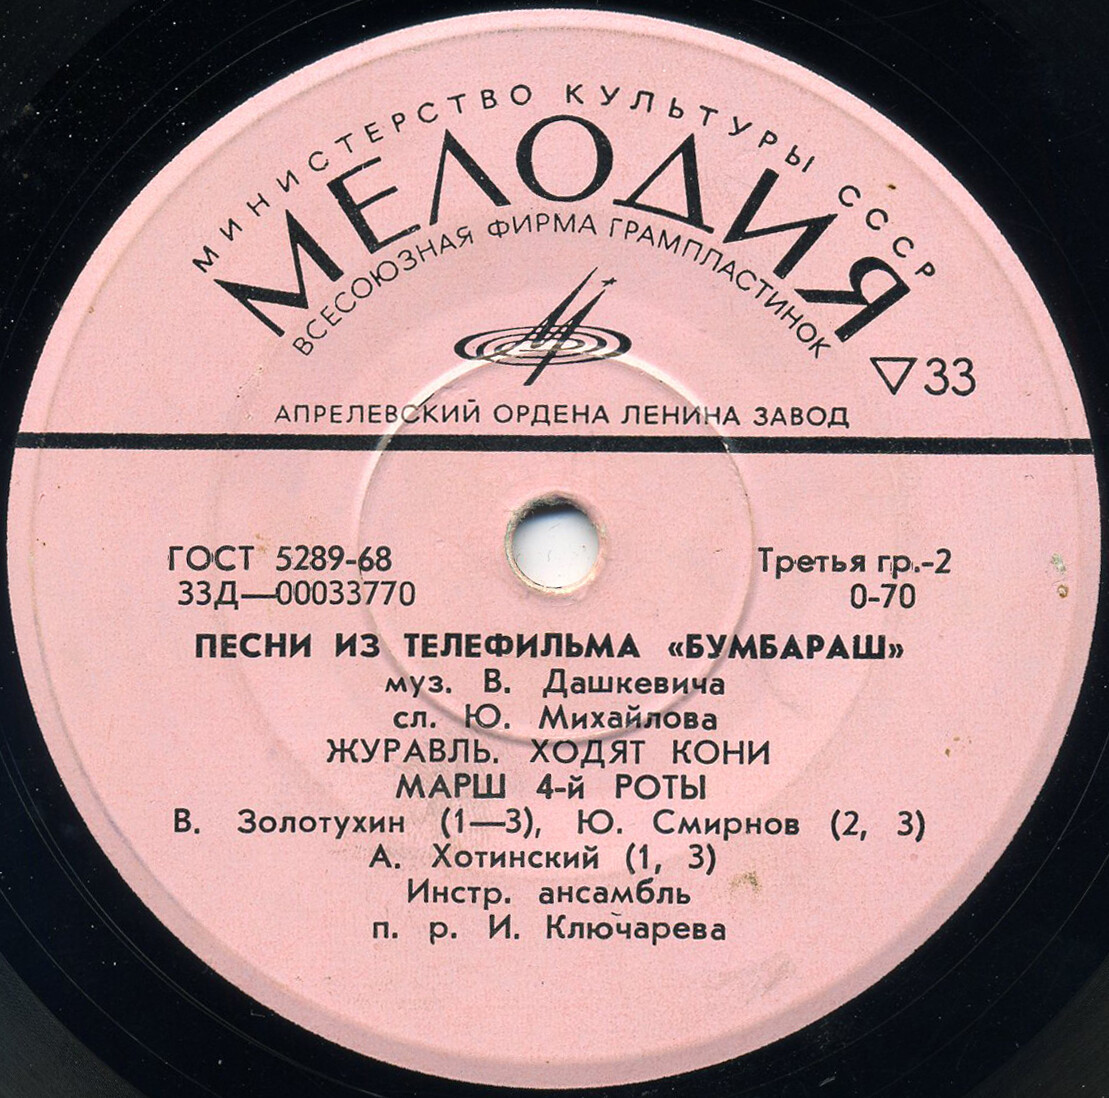 МИНИСТЕРСТВО КУЛЬТУРЫ СССР
МЕЛОДИЯ
ВСЕСОЮЗНАЯ ФИРМА ГРАМПЛАСТИНОК
▽33
АПРЕЛЕВСКИЙ ОРДЕНА ЛЕНИНА ЗАВОД
ГОСТ 5289-68
33Д—00033770
Третья гр.-2
0-70
ПЕСНИ ИЗ ТЕЛЕФИЛЬМА «БУМБАРАШ»
муз. В. Дашкевича
сл. Ю. Михайлова
ЖУРАВЛЬ. ХОДЯТ КОНИ
МАРШ 4-й РОТЫ
В. Золотухин (1—3), Ю. Смирнов (2, 3)
А. Хотинский (1, 3)
Инстр. ансамбль
п. р. И. Ключарева